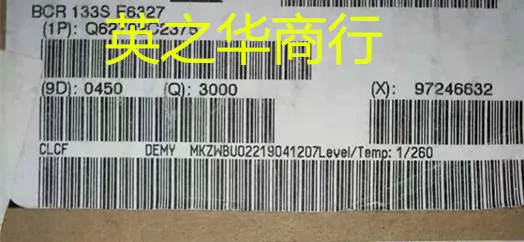 BCR 133S E6327
英之华商行
(1P): Q62702C2376
(9D): 0450 (Q): 3000 (X): 97246632
CLCF DEMY MKZWBU02219041207Level/Temp: 1/260